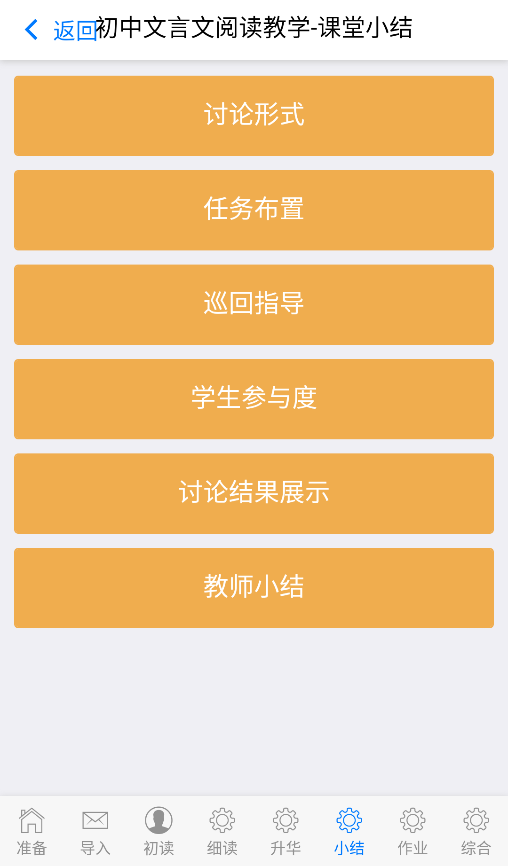 返回初中文言文阅读教学-课堂小结
讨论形式
任务布置
巡回指导
学生参与度
讨论结果展示
教师小结
准备 导入 初读 细读 升华 小结 作业 综合